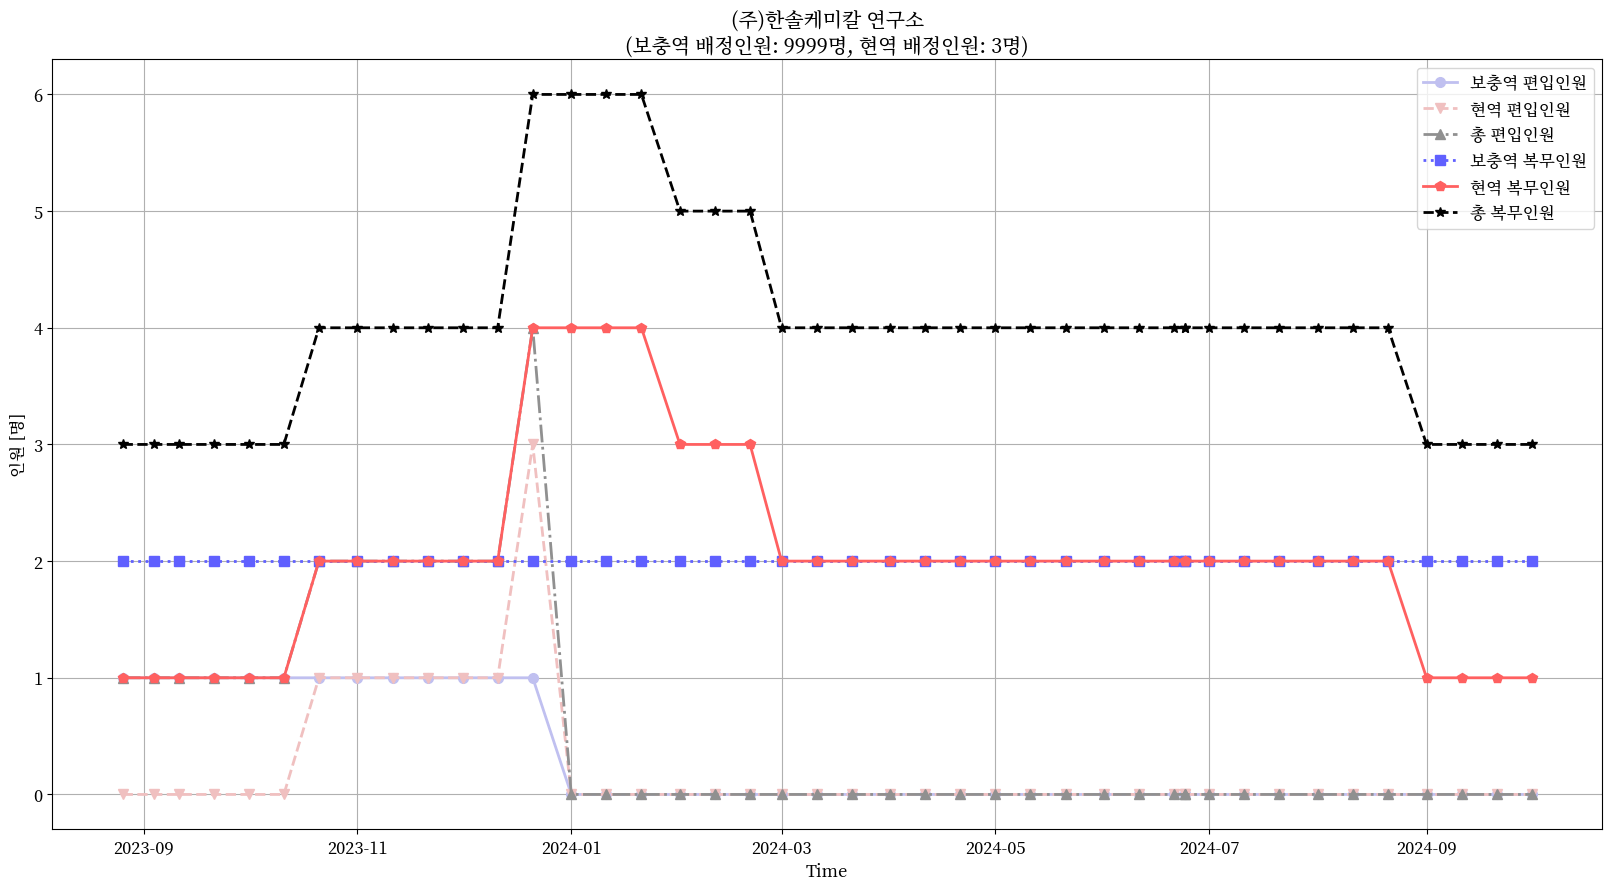 (주)한솔케미칼 연구소
(보충역 배정인원: 9999명, 현역 배정인원: 3명)
보충역 편입인원
현역 편입인원
총 편입인원
보충역 복무인원
현역 복무인원
총 복무인원
인원 [명]
6
5
4
3
2
1
0
2023-09
2023-11
2024-01
2024-03
2024-05
2024-07
2024-09
Time